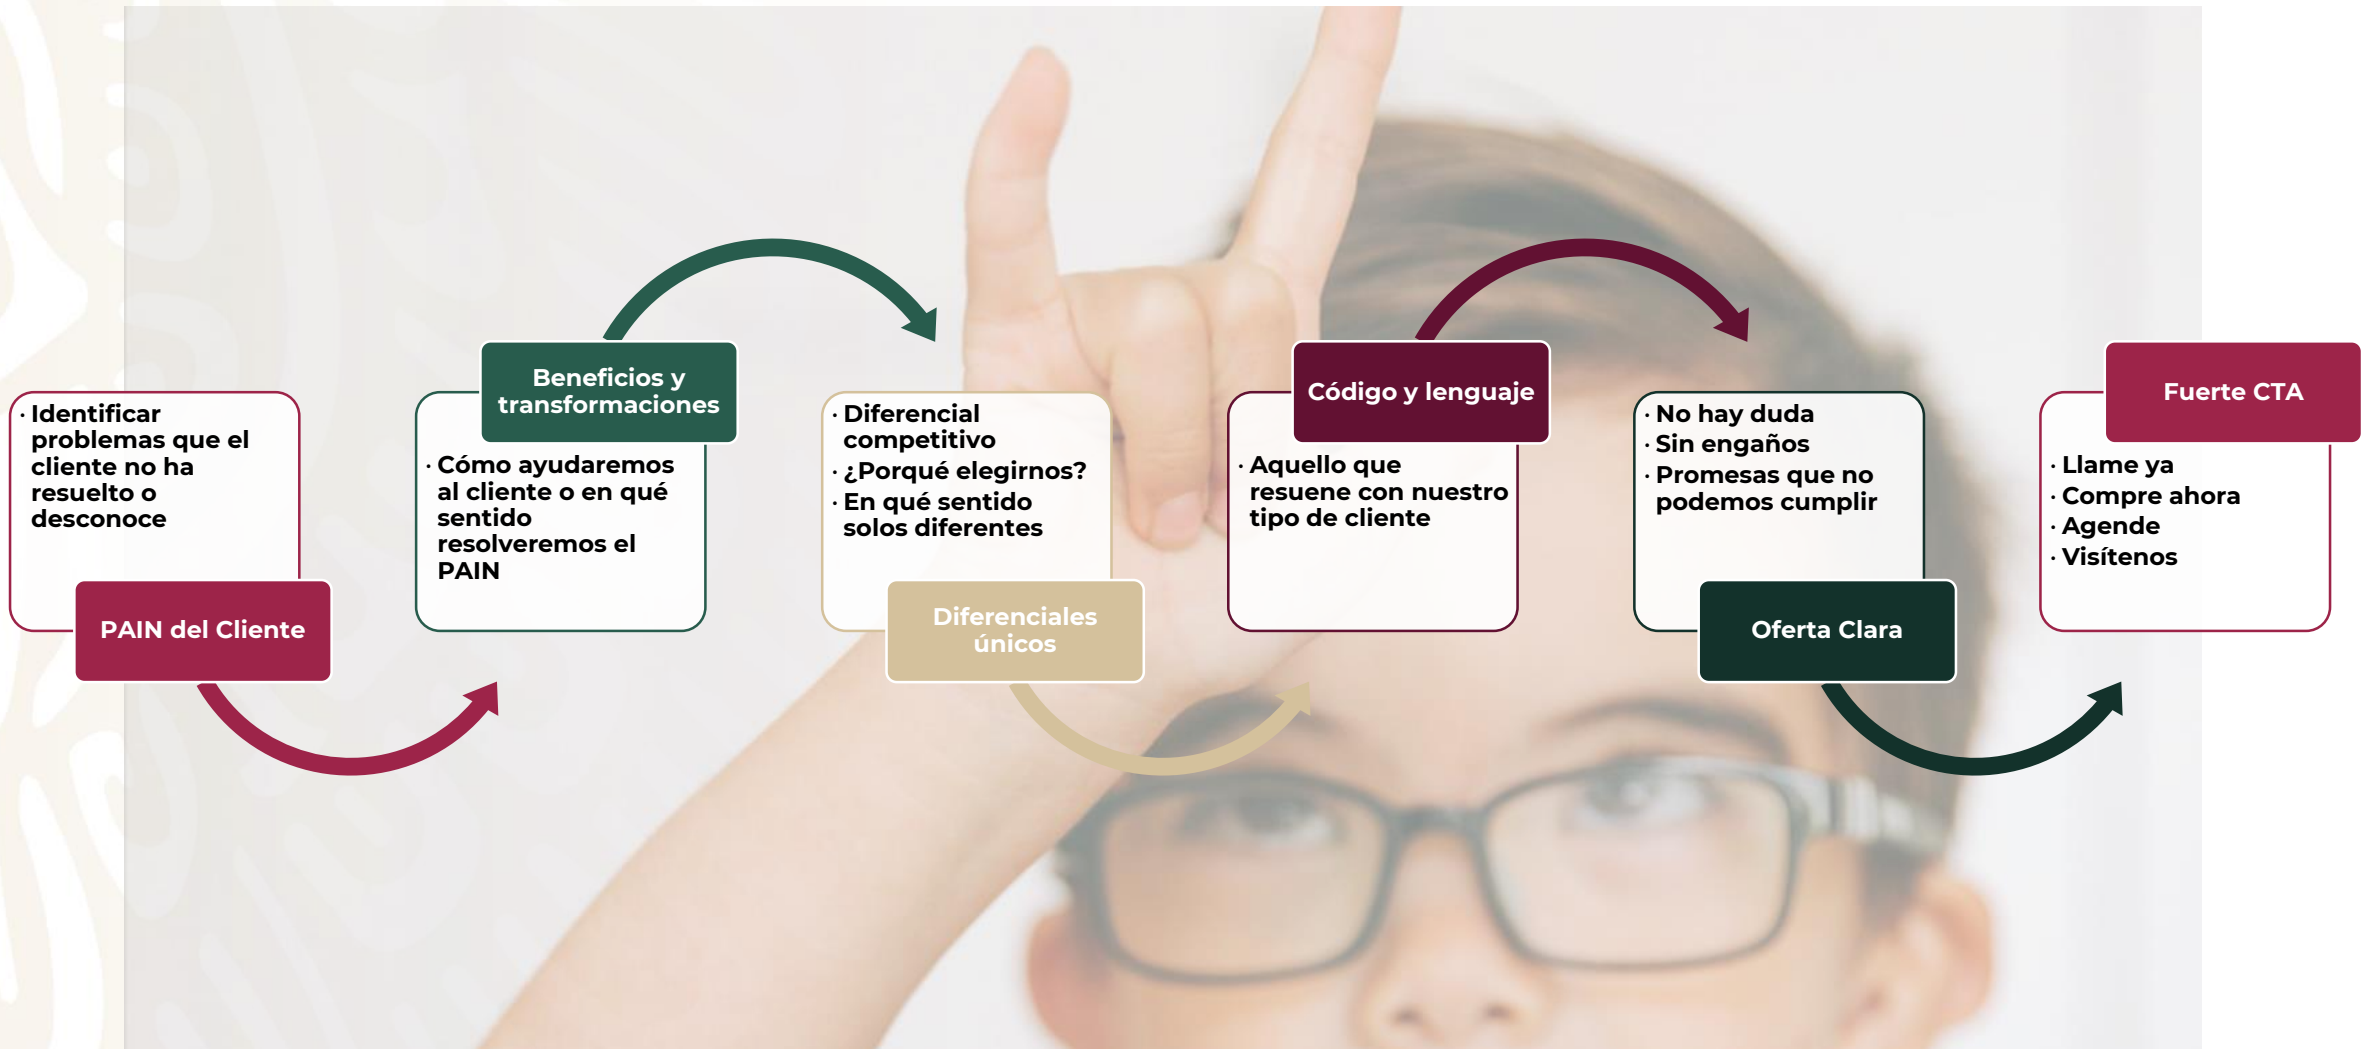 · Identificar
problemas que el
cliente no ha
resuelto o
desconoce
PAIN del Cliente
Beneficios y
transformaciones
· Cómo ayudaremos
al cliente o en qué
sentido
resolveremos el
PAIN
· Diferencial
competitivo
· ¿Porqué elegirnos?
· En qué sentido
solos diferentes
Diferenciales
únicos
Código y lenguaje
· Aquello que
resuene con nuestro
tipo de cliente
· No hay duda
· Sin engaños
· Promesas que no
podemos cumplir
Oferta Clara
Fuerte CTA
· Llame ya
· Compre ahora
· Agende
· Visítenos